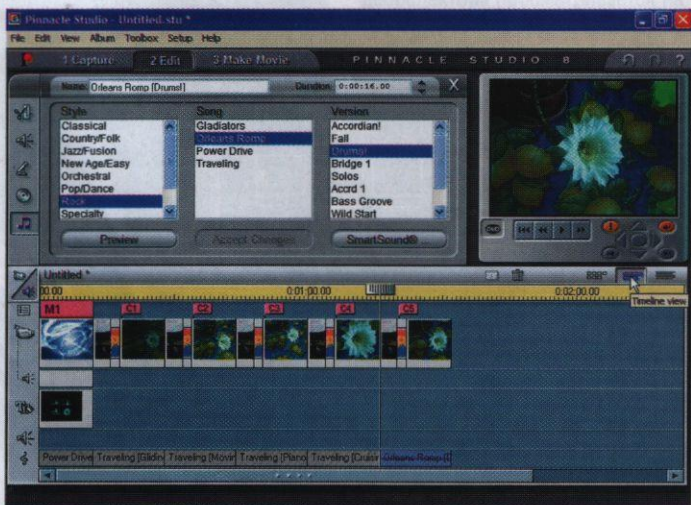 Pinnacle Studio - Untitled.stu *
File Edit View Album Toolbox Setup Help
1 Capture 2 Edit 3 Make Movie PINNACLE STUDIO 8 ?
Name: Orleans Romp [Drums!] Duration: 0:00:16.00 X
Style Song Version
Classical Gladiators Accordian!
Country/Folk Orleans Romp Fall
Jazz/Fusion Power Drive Drums!
New Age/Easy Traveling Bridge 1
Orchestral Solos
Pop/Dance Accrd 1
Rock Bass Groove
Specialty Wild Start
Preview Accept Changes SmartSound®
DVD
Untitled *
00.00 0:01:00.00 0:02:00.00
Timeline view
M1 C1 C2 C3 C4 C5
Power Drive Traveling [Glidin Traveling [Movin Traveling [Piano Traveling [Cruisin Orleans Romp [D